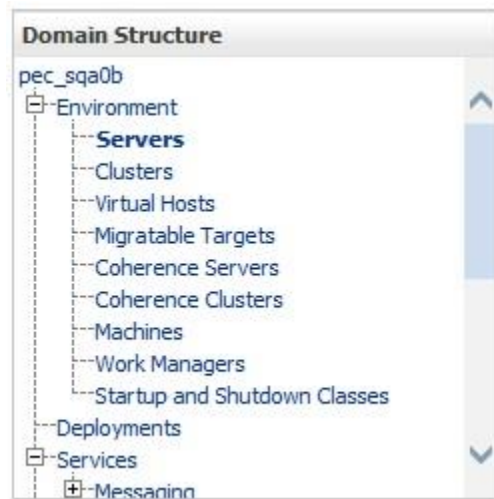 Domain Structure
pec_sqa0b
Environment
Servers
Clusters
Virtual Hosts
Migratable Targets
Coherence Servers
Coherence Clusters
Machines
Work Managers
Startup and Shutdown Classes
Deployments
Services
Messaging